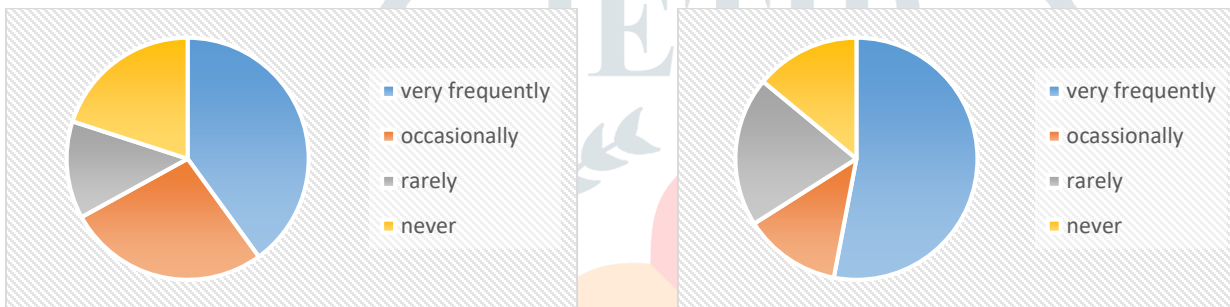 very frequently
occasionally
rarely
never
very frequently
ocassionally
rarely
never